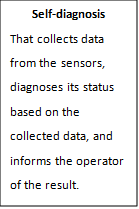 Self-diagnosis
That collects data
from the sensors,
diagnoses its status
based on the
collected data, and
informs the operator
of the result.